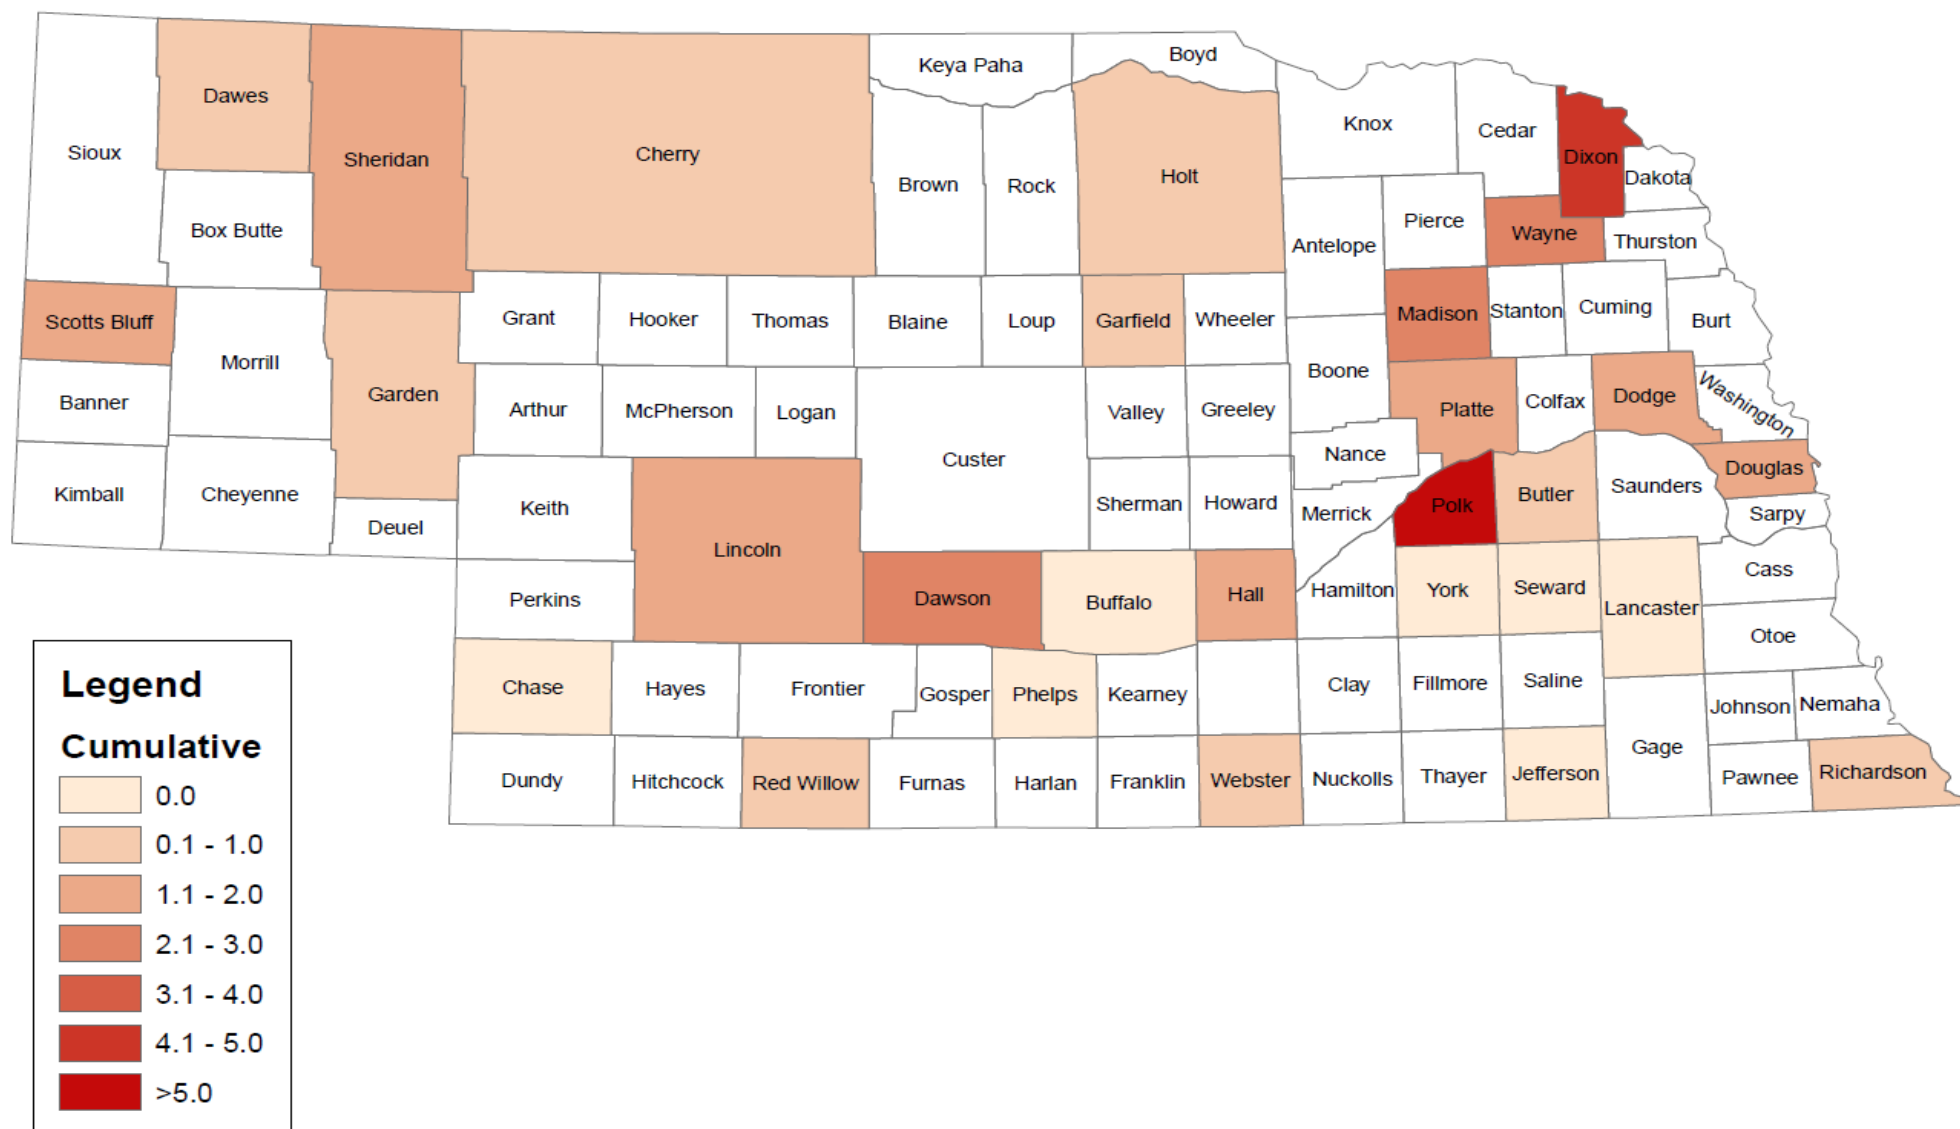 Boyd
Keya Paha
Dawes
Knox
Cedar
Sioux
Sheridan
Cherry
Dixon
Holt
Dakota
Brown
Rock
Pierce
Box Butte
Wayne
Thurston
Antelope
Scotts Bluff
Grant
Hooker
Thomas
Blaine
Loup
Garfield
Wheeler
Madison
Stanton
Cuming
Burt
Morrill
Boone
Banner
Garden
Arthur
McPherson
Logan
Valley
Greeley
Platte
Colfax
Dodge
Washington
Custer
Nance
Douglas
Kimball
Cheyenne
Keith
Sherman
Howard
Merrick
Polk
Butler
Saunders
Sarpy
Deuel
Lincoln
Cass
Perkins
Dawson
Buffalo
Hall
Hamilton
York
Seward
Lancaster
Otoe
Chase
Hayes
Frontier
Gosper
Phelps
Kearney
Clay
Fillmore
Saline
Johnson
Nemaha
Gage
Dundy
Hitchcock
Red Willow
Furnas
Harlan
Franklin
Webster
Nuckolls
Thayer
Jefferson
Pawnee
Richardson
Legend
Cumulative
0.0
0.1 - 1.0
1.1 - 2.0
2.1 - 3.0
3.1 - 4.0
4.1 - 5.0
>5.0